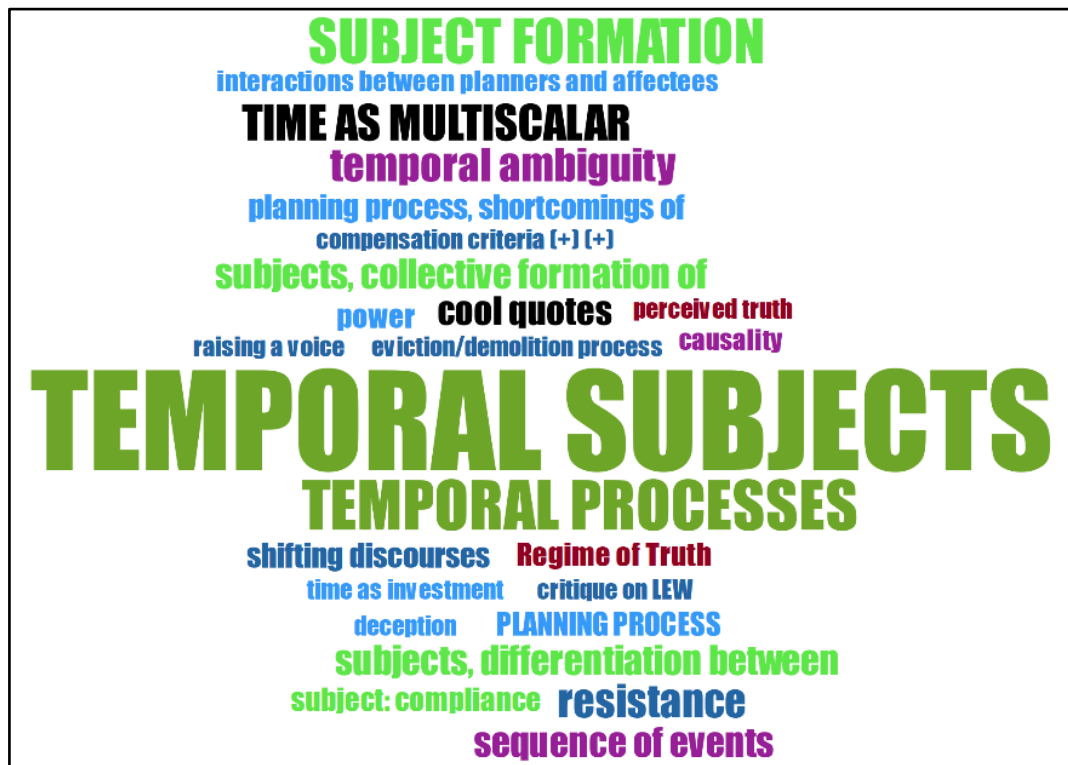 SUBJECT FORMATION
interactions between planners and affectees
TIME AS MULTISCALAR
temporal ambiguity
planning process, shortcomings of
compensation criteria (+) (+)
subjects, collective formation of
power cool quotes perceived truth
raising a voice eviction/demolition process causality
TEMPORAL SUBJECTS
TEMPORAL PROCESSES
shifting discourses Regime of Truth
time as investment critique on LEW
deception PLANNING PROCESS
subjects, differentiation between
subject: compliance resistance
sequence of events